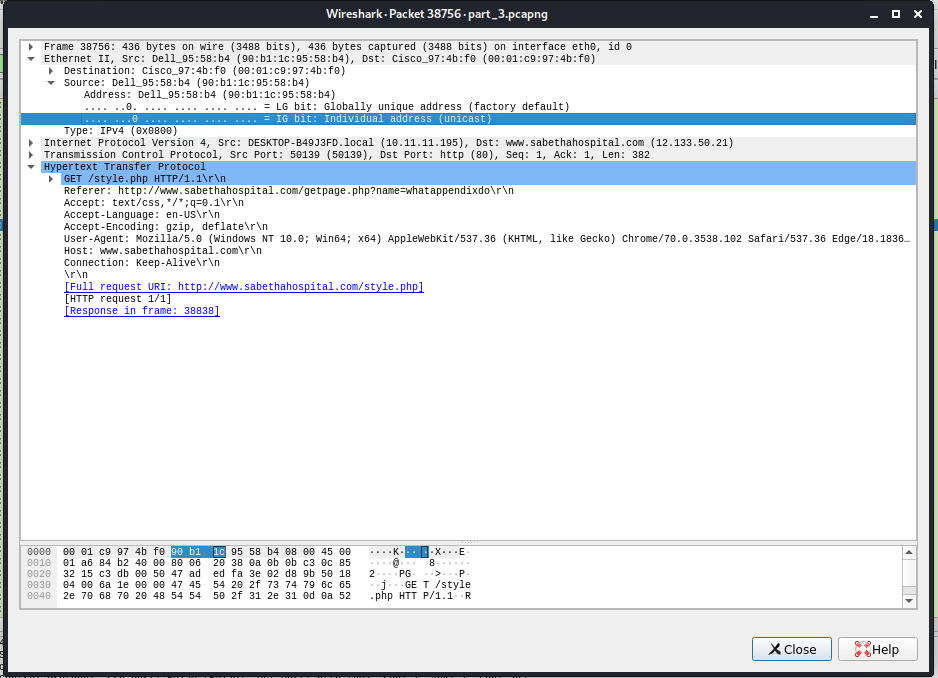 Wireshark · Packet 38756 · part_3.pcapng
Frame 38756: 436 bytes on wire (3488 bits), 436 bytes captured (3488 bits) on interface eth0, id 0
Ethernet II, Src: Dell_95:58:b4 (90:b1:1c:95:58:b4), Dst: Cisco_97:4b:f0 (00:01:c9:97:4b:f0)
Destination: Cisco_97:4b:f0 (00:01:c9:97:4b:f0)
Source: Dell_95:58:b4 (90:b1:1c:95:58:b4)
Address: Dell_95:58:b4 (90:b1:1c:95:58:b4)
.... ..0. .... .... .... .... = LG bit: Globally unique address (factory default)
.... ...0 .... .... .... .... = IG bit: Individual address (unicast)
Type: IPv4 (0x0800)
Internet Protocol Version 4, Src: DESKTOP-B49J3FD.local (10.11.11.195), Dst: www.sabethahospital.com (12.133.50.21)
Transmission Control Protocol, Src Port: 50139 (50139), Dst Port: http (80), Seq: 1, Ack: 1, Len: 382
Hypertext Transfer Protocol
GET /style.php HTTP/1.1\r\n
Referer: http://www.sabethahospital.com/getpage.php?name=whatappendixdo\r\n
Accept: text/css,*/*;q=0.1\r\n
Accept-Language: en-US\r\n
Accept-Encoding: gzip, deflate\r\n
User-Agent: Mozilla/5.0 (Windows NT 10.0; Win64; x64) AppleWebKit/537.36 (KHTML, like Gecko) Chrome/70.0.3538.102 Safari/537.36 Edge/18.1836…
Host: www.sabethahospital.com\r\n
Connection: Keep-Alive\r\n
\r\n
[Full request URI: http://www.sabethahospital.com/style.php]
[HTTP request 1/1]
[Response in frame: 38838]
0000 00 01 c9 97 4b f0 90 b1 1c 95 58 b4 08 00 45 00 ····K· ·· ··X···E·
0010 01 a6 84 b2 40 00 80 06 20 38 0a 0b 0b c3 0c 85 ····@··· 8······
0020 32 15 c3 db 00 50 47 ad ed fa 3e 02 d8 9b 50 18 2····PG· ··>···P·
0030 04 00 6a 1e 00 00 47 45 54 20 2f 73 74 79 6c 65 ··j···GE T /style
0040 2e 70 68 70 20 48 54 54 50 2f 31 2e 31 0d 0a 52 .php HTT P/1.1··R
Close
Help